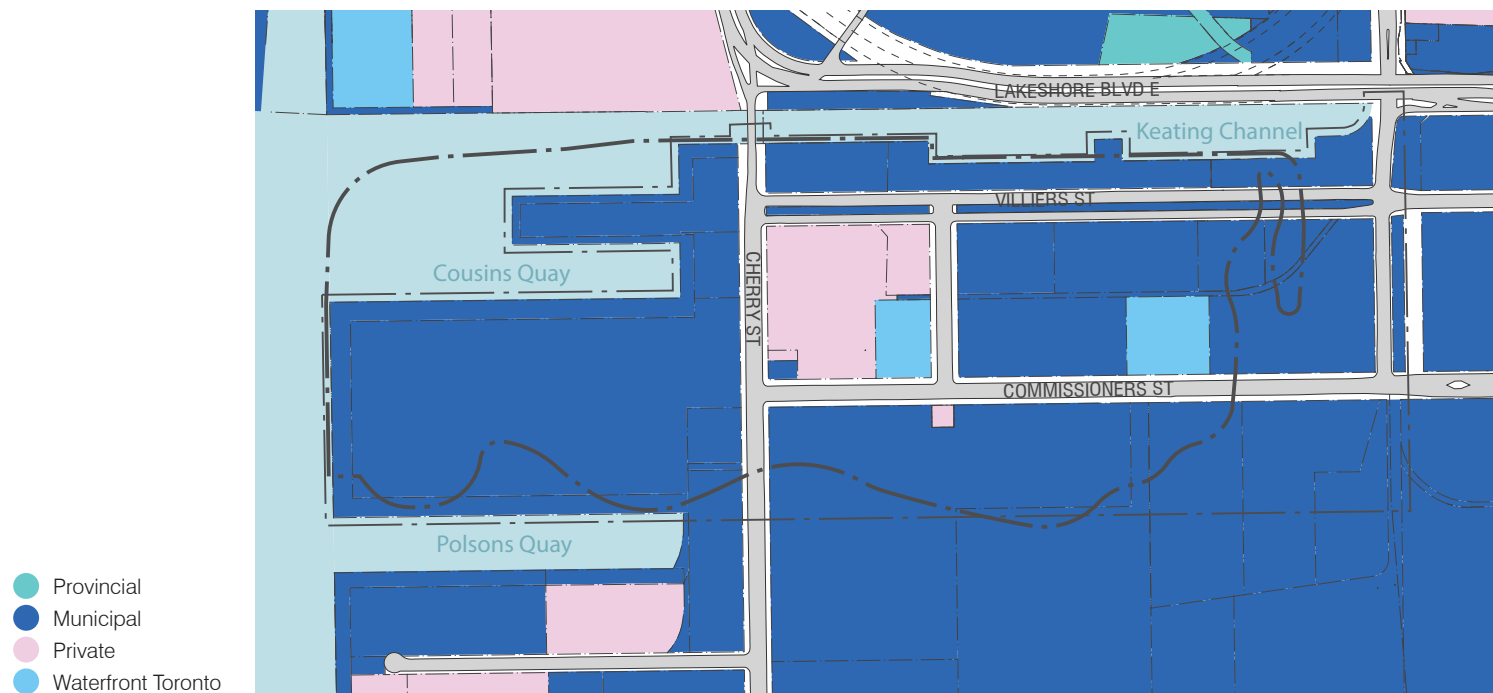 LAKESHORE BLVD E
Keating Channel
VILLIERS ST
Cousins Quay
CHERRY ST
COMMISSIONERS ST
Polsons Quay
Provincial
Municipal
Private
Waterfront Toronto